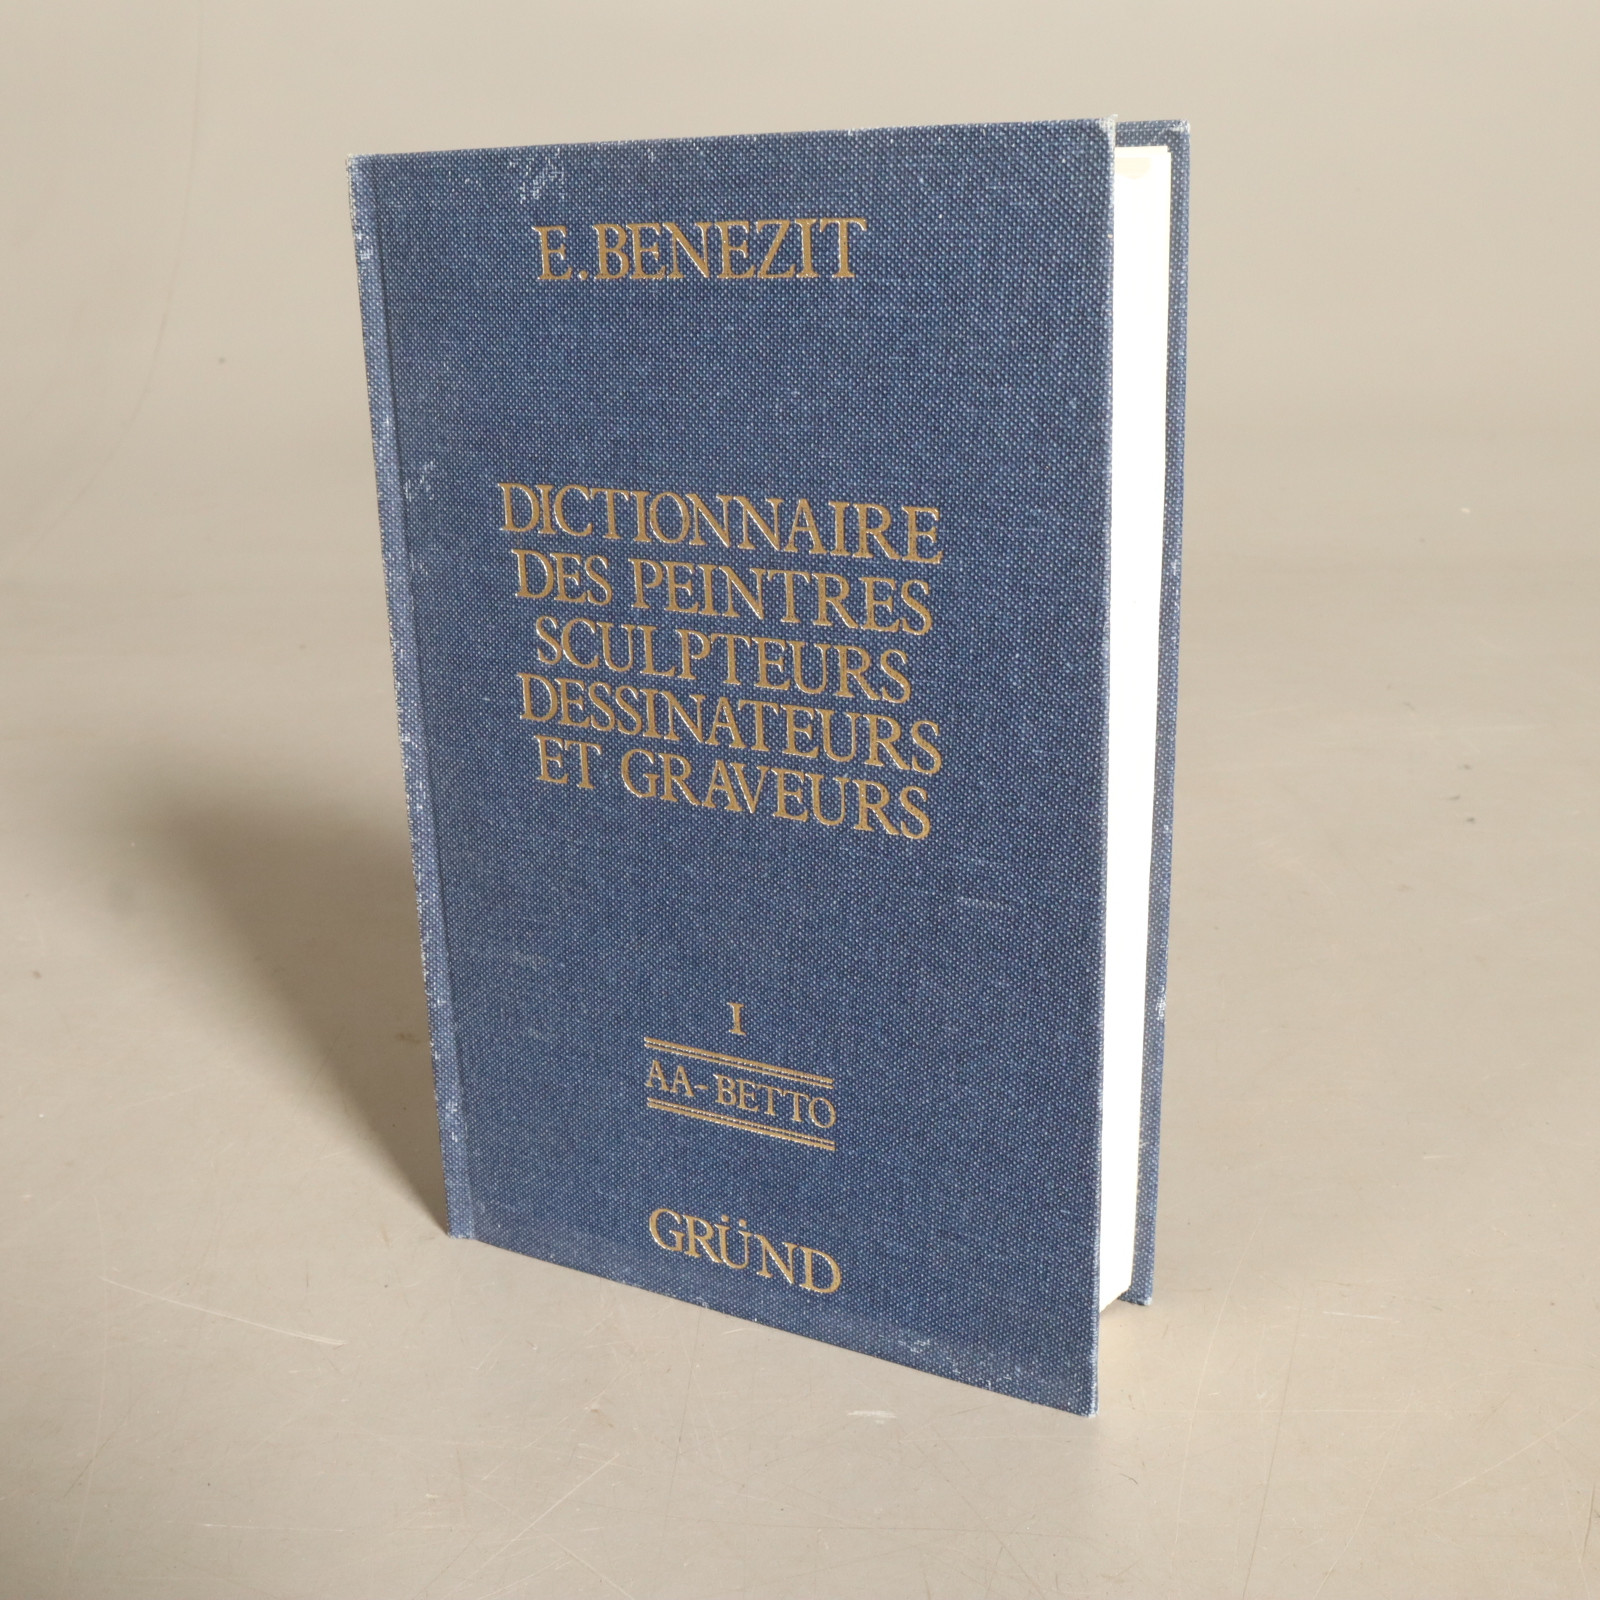 E. BENEZIT
DICTIONNAIRE
DES PEINTRES
SCULPTEURS
DESSINATEURS
ET GRAVEURS
I
AA-BETTO
GRÜND